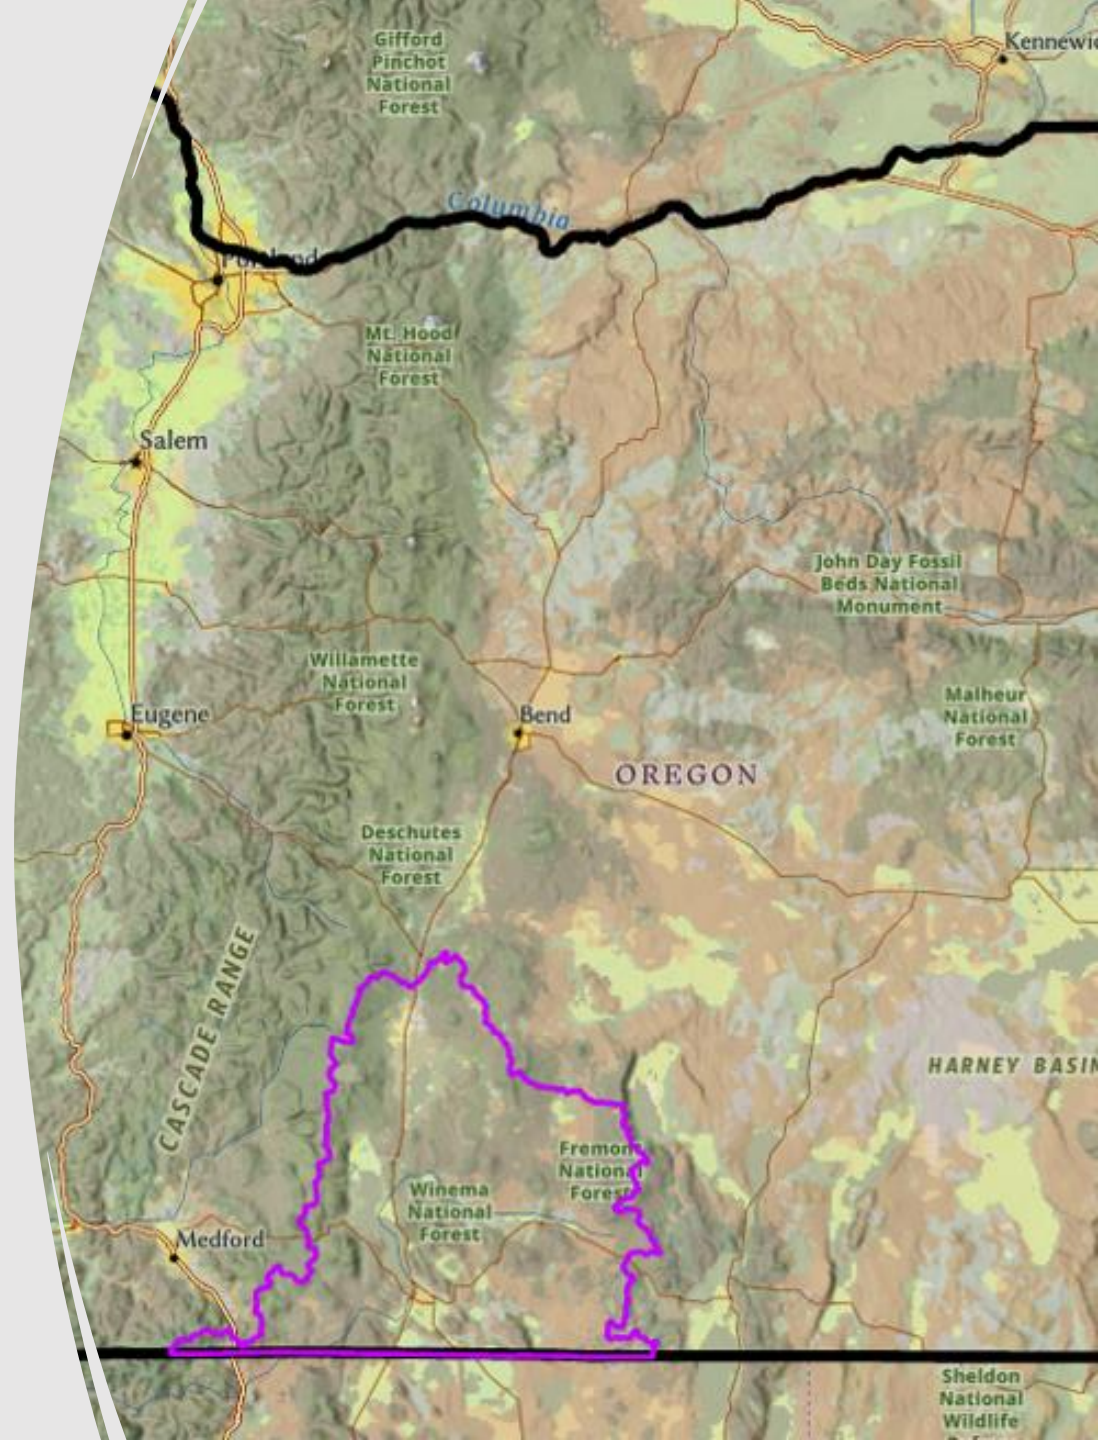 Gifford
Pinchot
National
Forest
Kennewic
Columbia
Portland
Mt. Hood
National
Forest
Salem
John Day Fossil
Beds National
Monument
Willamette
National
Forest
Malheur
National
Forest
Eugene
Bend
OREGON
Deschutes
National
Forest
CASCADE RANGE
HARNEY BASIN
Fremont
National
Forest
Winema
National
Forest
Medford
Sheldon
National
Wildlife